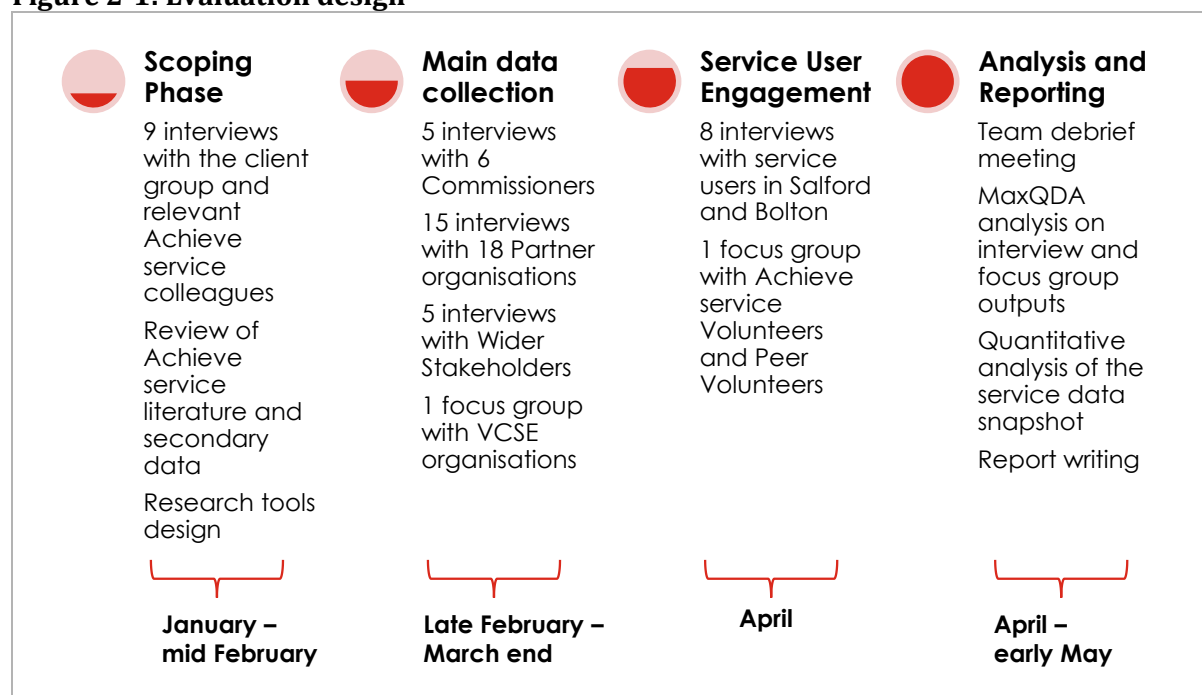 Figure 2-1: Evaluation design
Scoping
Phase
9 interviews
with the client
group and
relevant
Achieve
service
colleagues
Review of
Achieve
service
literature and
secondary
data
Research tools
design
January –
mid February
Main data
collection
5 interviews
with 6
Commissioners
15 interviews
with 18 Partner
organisations
5 interviews
with Wider
Stakeholders
1 focus group
with VCSE
organisations
Late February –
March end
Service User
Engagement
8 interviews
with service
users in Salford
and Bolton
1 focus group
with Achieve
service
Volunteers
and Peer
Volunteers
April
Analysis and
Reporting
Team debrief
meeting
MaxQDA
analysis on
interview and
focus group
outputs
Quantitative
analysis of the
service data
snapshot
Report writing
April –
early May